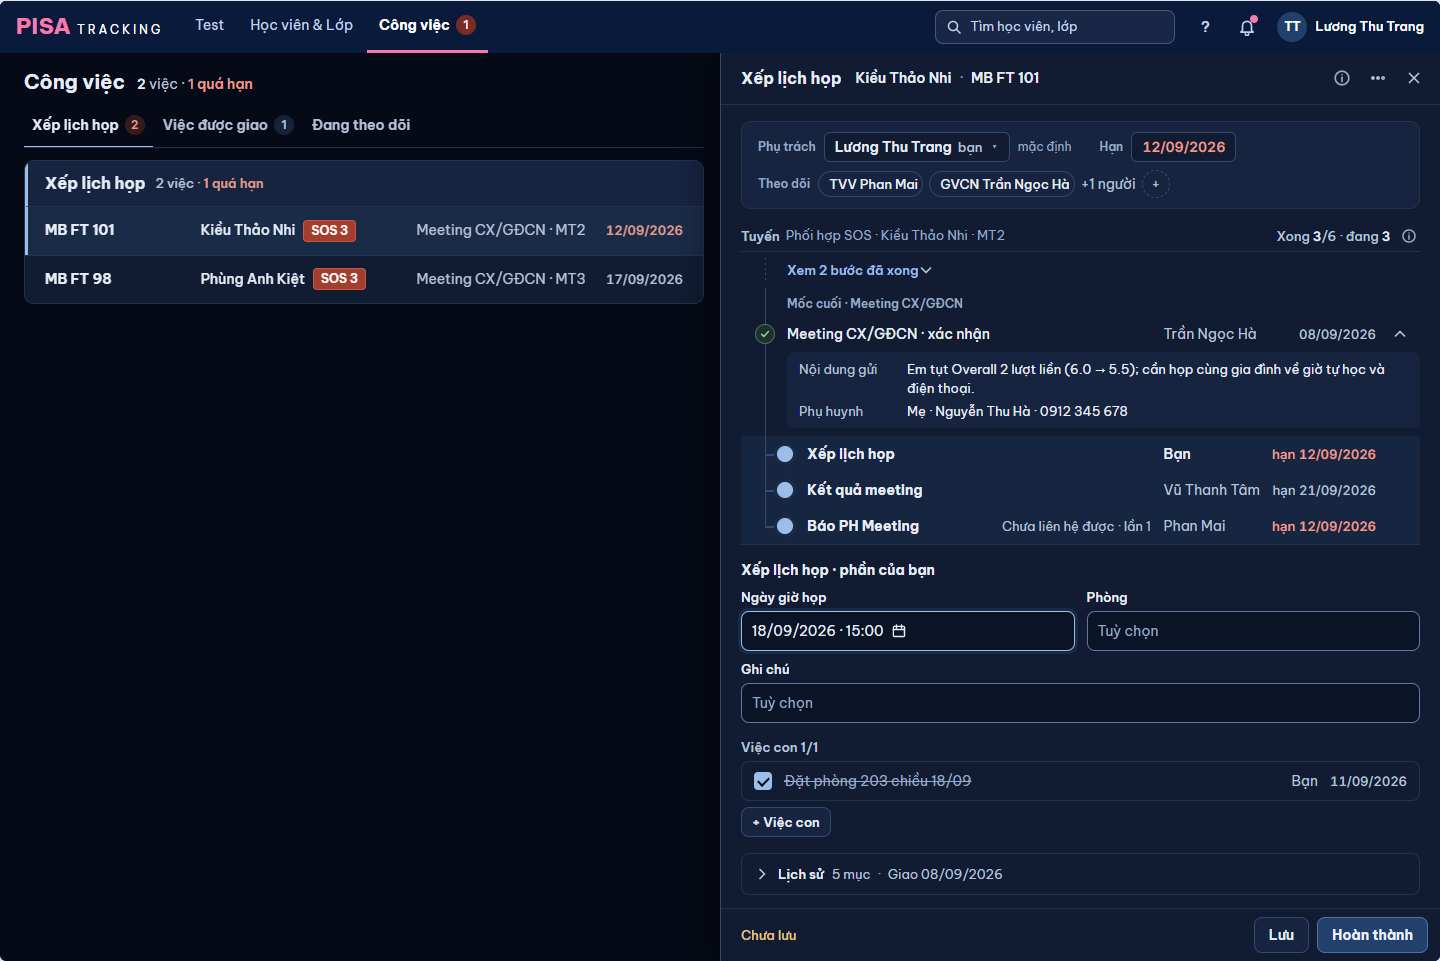 PISA TRACKING
Test
Học viên & Lớp
Công việc 1
Tìm học viên, lớp
?
TT
Lương Thu Trang
Công việc 2 việc · 1 quá hạn
Xếp lịch họp 2
Việc được giao 1
Đang theo dõi
Xếp lịch họp 2 việc · 1 quá hạn
MB FT 101 Kiều Thảo Nhi SOS 3 Meeting CX/GĐCN · MT2 12/09/2026
MB FT 98 Phùng Anh Kiệt SOS 3 Meeting CX/GĐCN · MT3 17/09/2026
Xếp lịch họp Kiều Thảo Nhi · MB FT 101
Phụ trách Lương Thu Trang bạn mặc định Hạn 12/09/2026
Theo dõi TVV Phan Mai GVCN Trần Ngọc Hà +1 người +
Tuyến Phối hợp SOS · Kiều Thảo Nhi · MT2 Xong 3/6 · đang 3
Xem 2 bước đã xong
Mốc cuối · Meeting CX/GĐCN
Meeting CX/GĐCN · xác nhận Trần Ngọc Hà 08/09/2026
Nội dung gửi Em tụt Overall 2 lượt liền (6.0 → 5.5); cần họp cùng gia đình về giờ tự học và
điện thoại.
Phụ huynh Mẹ · Nguyễn Thu Hà · 0912 345 678
Xếp lịch họp Bạn hạn 12/09/2026
Kết quả meeting Vũ Thanh Tâm hạn 21/09/2026
Báo PH Meeting Chưa liên hệ được · lần 1 Phan Mai hạn 12/09/2026
Xếp lịch họp · phần của bạn
Ngày giờ họp Phòng
18/09/2026 · 15:00 Tuỳ chọn
Ghi chú
Tuỳ chọn
Việc con 1/1
Đặt phòng 203 chiều 18/09 Bạn 11/09/2026
+ Việc con
Lịch sử 5 mục · Giao 08/09/2026
Chưa lưu Lưu Hoàn thành